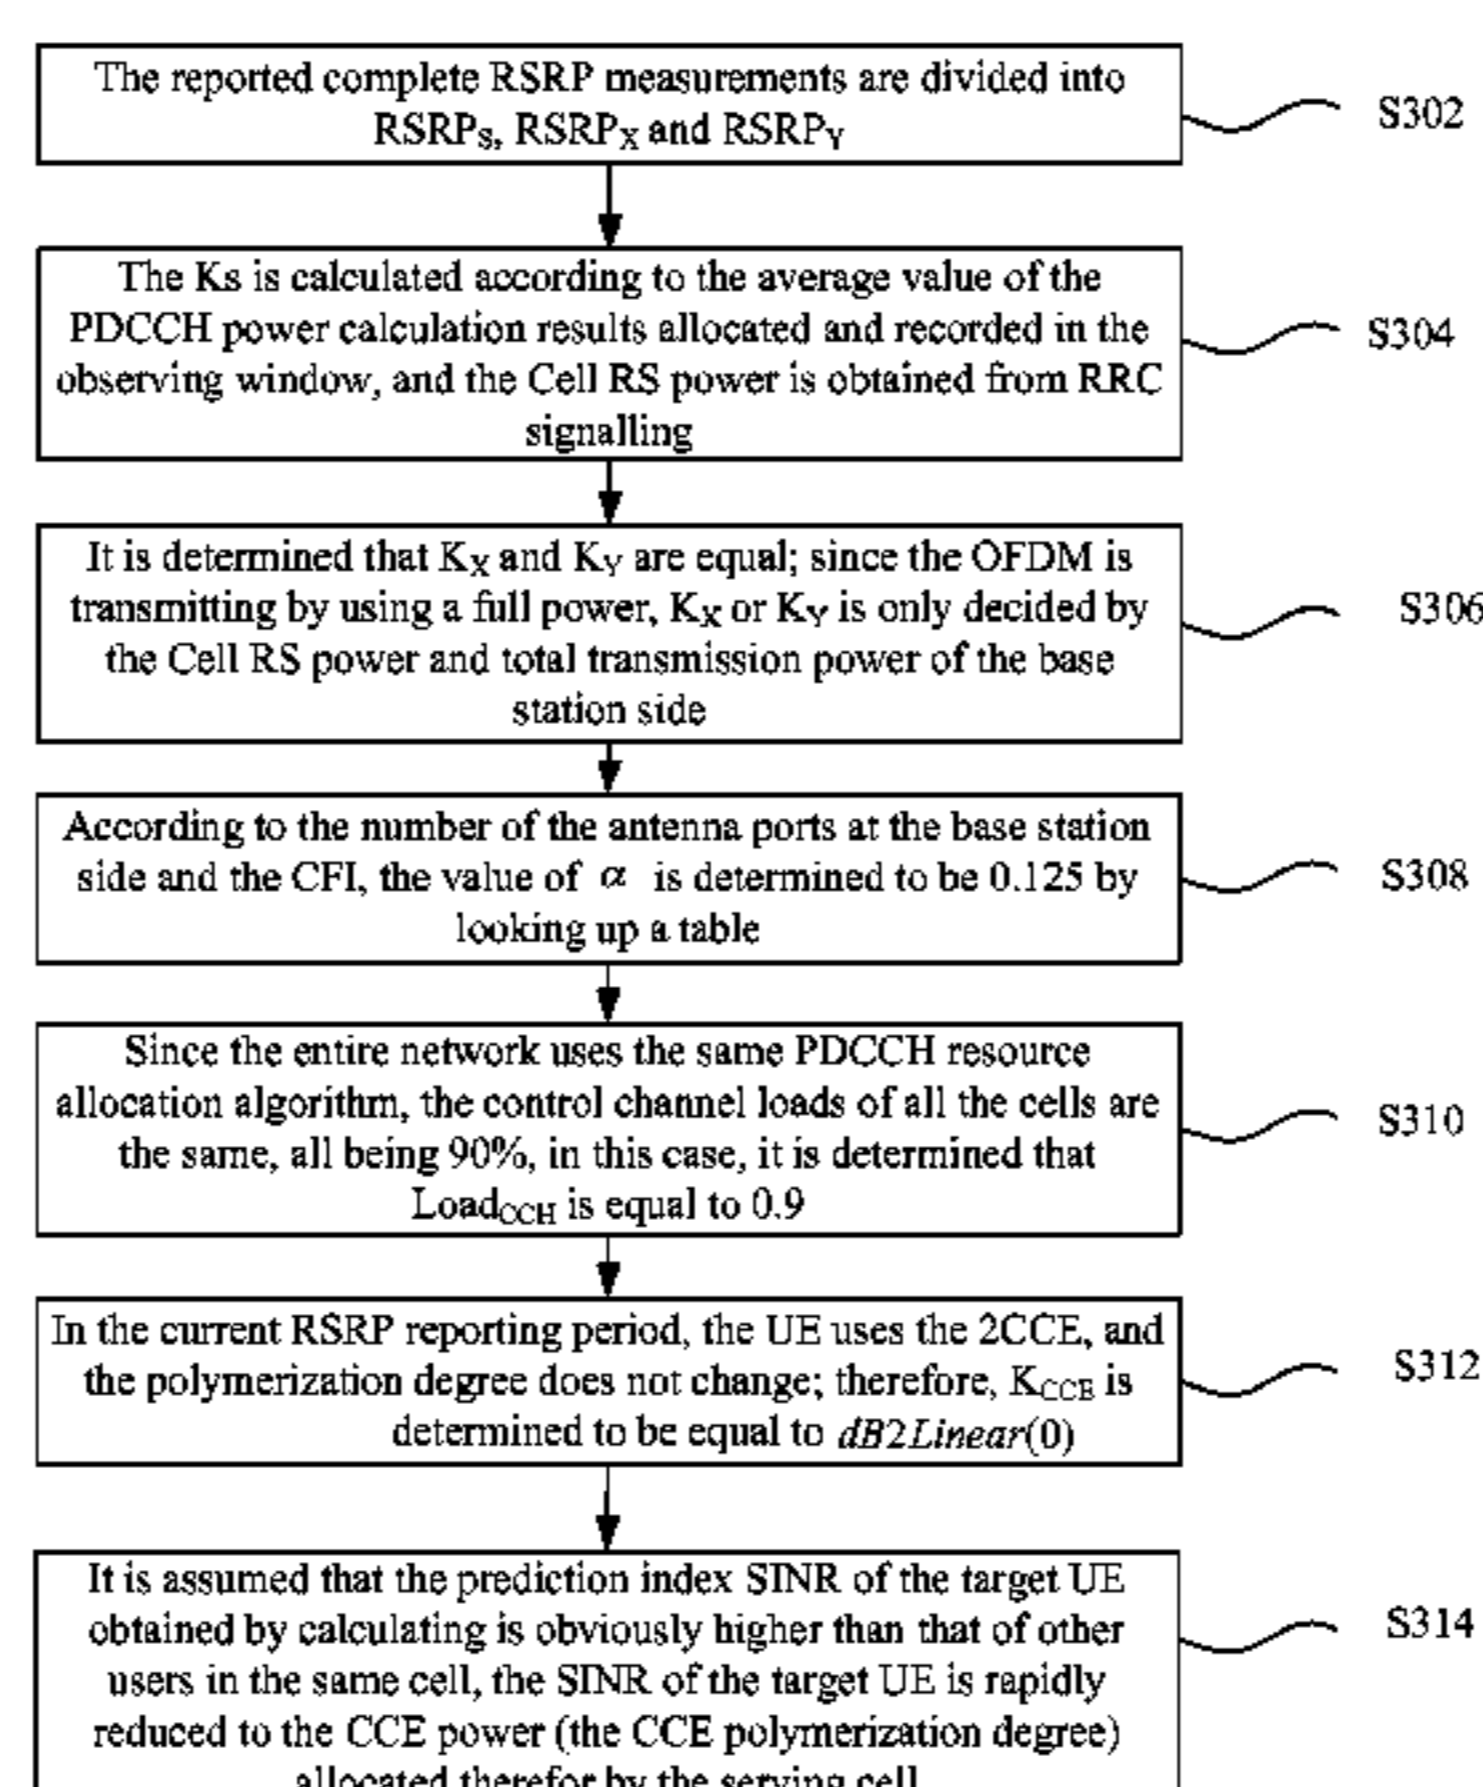 The reported complete RSRP measurements are divided into
RSRPS, RSRPX and RSRPY
S302
The Ks is calculated according to the average value of the
PDCCH power calculation results allocated and recorded in the
observing window, and the Cell RS power is obtained from RRC
signalling
S304
It is determined that KX and KY are equal; since the OFDM is
transmitting by using a full power, KX or KY is only decided by
the Cell RS power and total transmission power of the base
station side
S306
According to the number of the antenna ports at the base station
side and the CFI, the value of α is determined to be 0.125 by
looking up a table
S308
Since the entire network uses the same PDCCH resource
allocation algorithm, the control channel loads of all the cells are
the same, all being 90%, in this case, it is determined that
LoadCCH is equal to 0.9
S310
In the current RSRP reporting period, the UE uses the 2CCE, and
the polymerization degree does not change; therefore, KCCE is
determined to be equal to dB2Linear(0)
S312
It is assumed that the prediction index SINR of the target UE
obtained by calculating is obviously higher than that of other
users in the same cell, the SINR of the target UE is rapidly
reduced to the CCE power (the CCE polymerization degree)
allocated therefor by the serving cell
S314